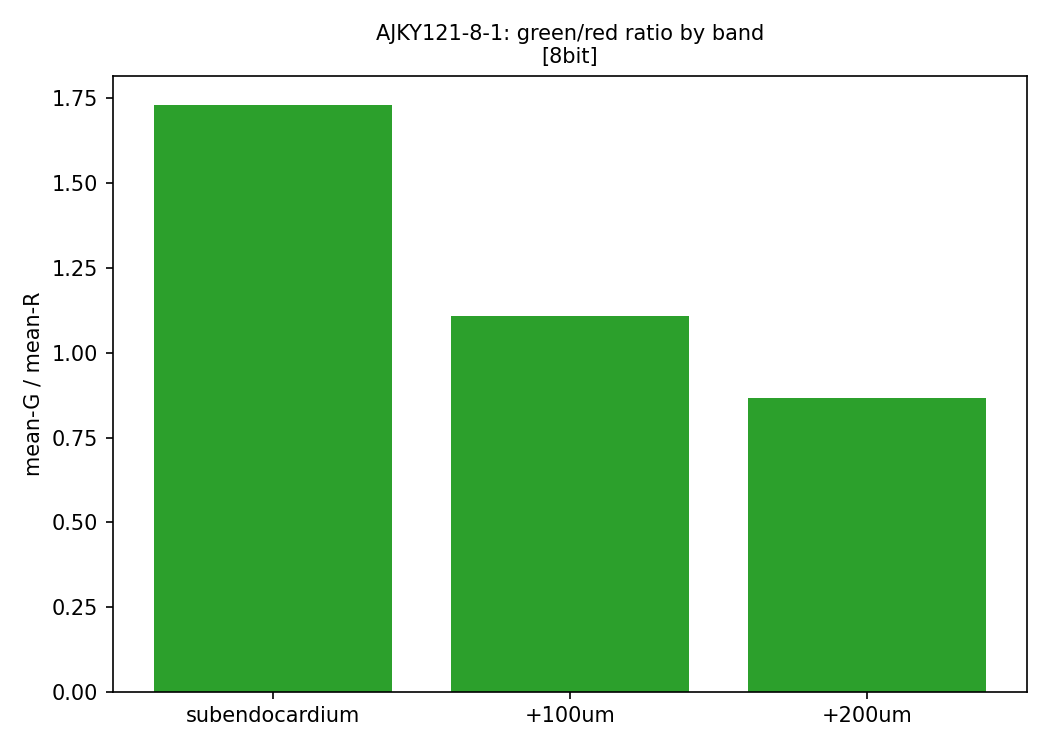 AJKY121-8-1: green/red ratio by band
[8bit]
mean-G / mean-R
1.75
1.50
1.25
1.00
0.75
0.50
0.25
0.00
subendocardium
+100um
+200um